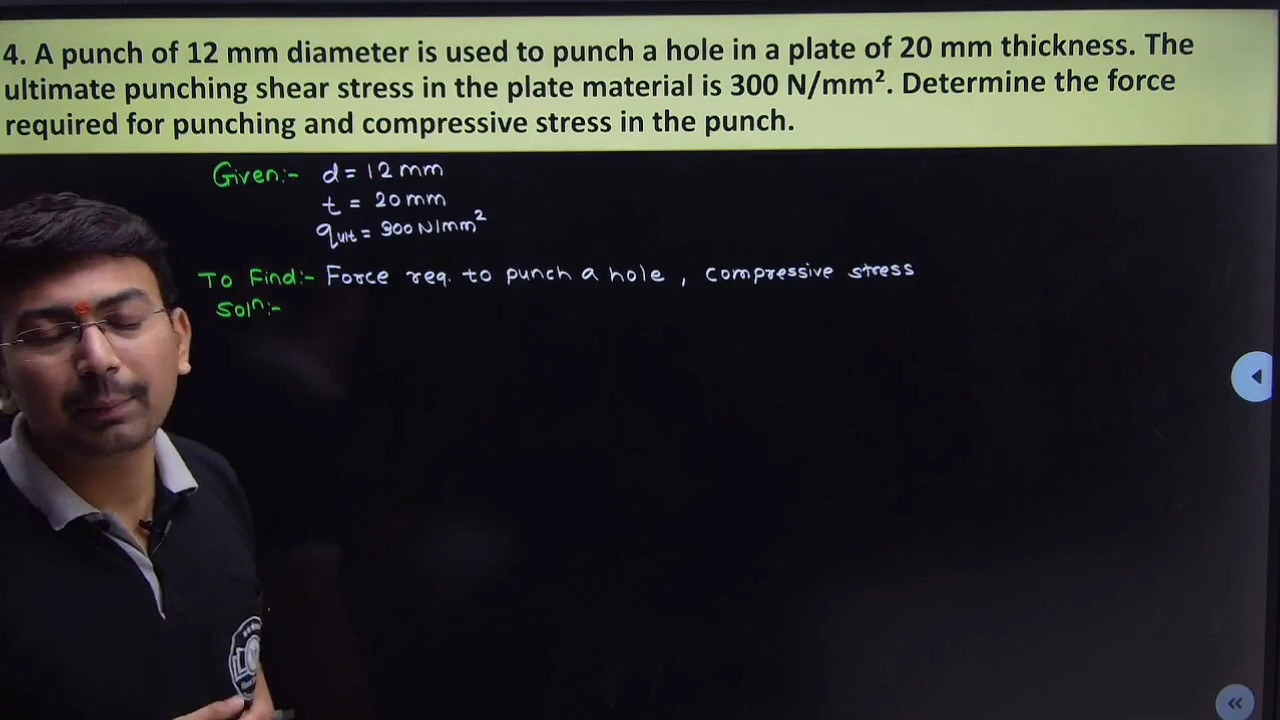 4. A punch of 12 mm diameter is used to punch a hole in a plate of 20 mm thickness. The
ultimate punching shear stress in the plate material is 300 N/mm². Determine the force
required for punching and compressive stress in the punch.
Given:- d = 12 mm
t = 20 mm
qult = 300 N/mm²
To Find:- Force req. to punch a hole , compressive stress
Solⁿ:-